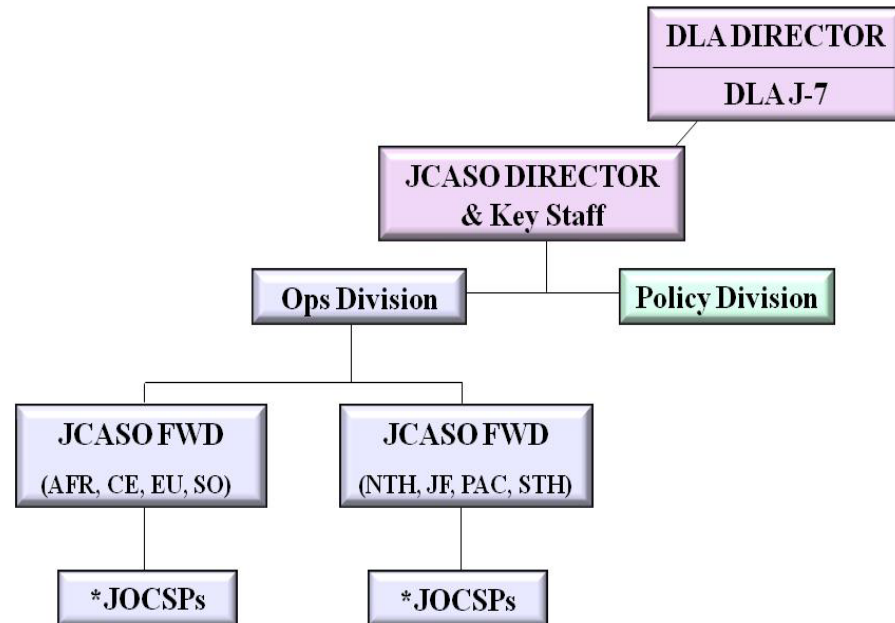 DLA DIRECTOR
DLA J-7
JCASO DIRECTOR
& Key Staff
Ops Division
Policy Division
JCASO FWD
(AFR, CE, EU, SO)
JCASO FWD
(NTH, JF, PAC, STH)
*JOCSPs
*JOCSPs